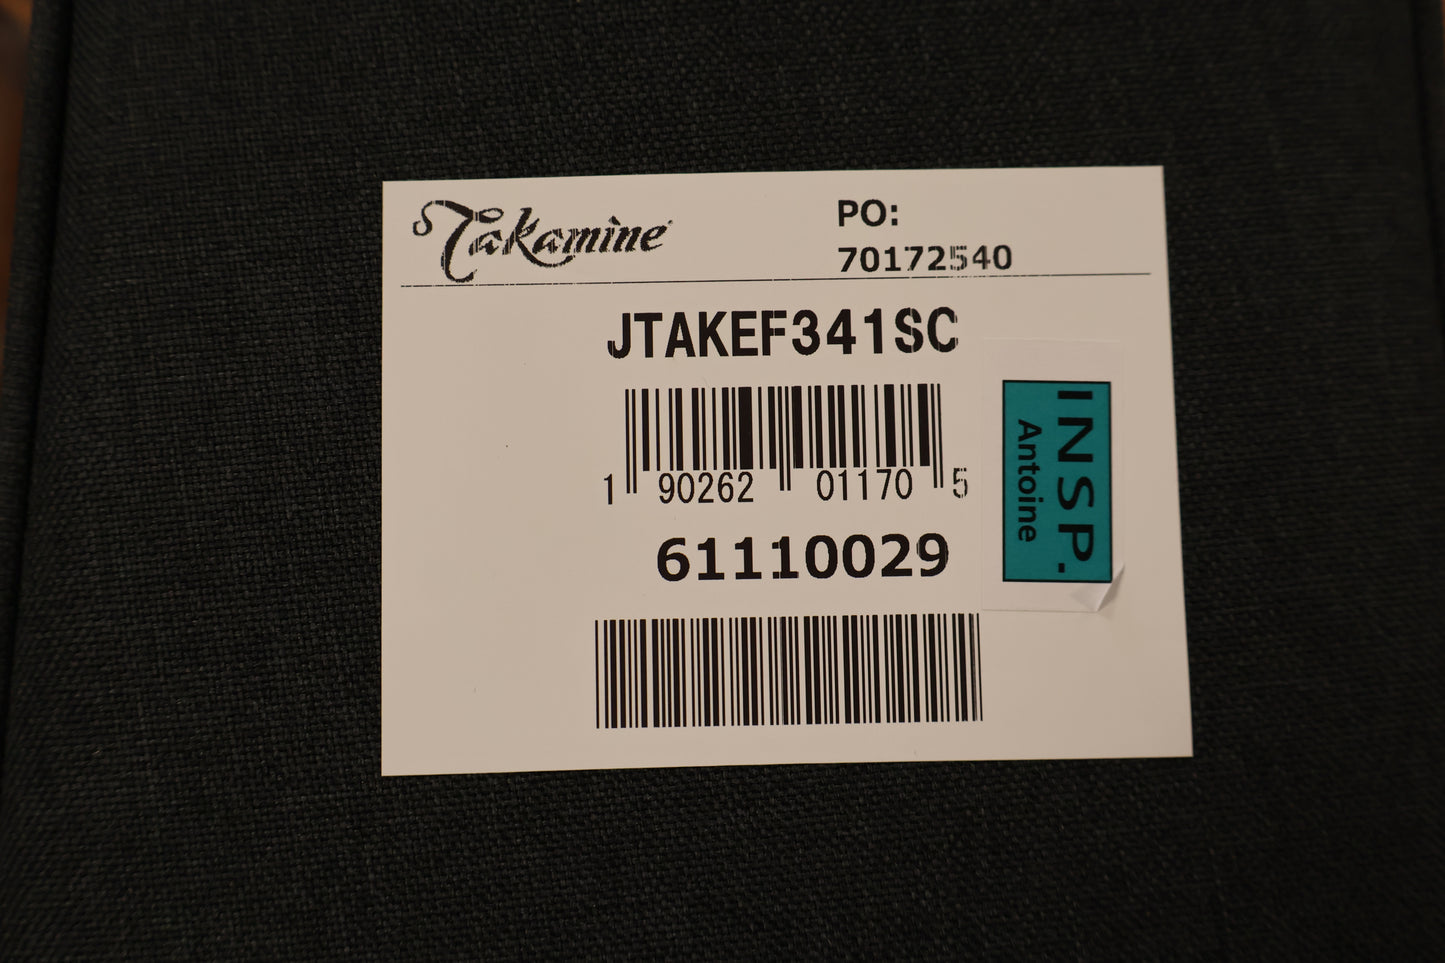 Takamine
PO:
70172540
JTAKEF341SC
1 90262 01170 5
61110029
INSP.
Antoine